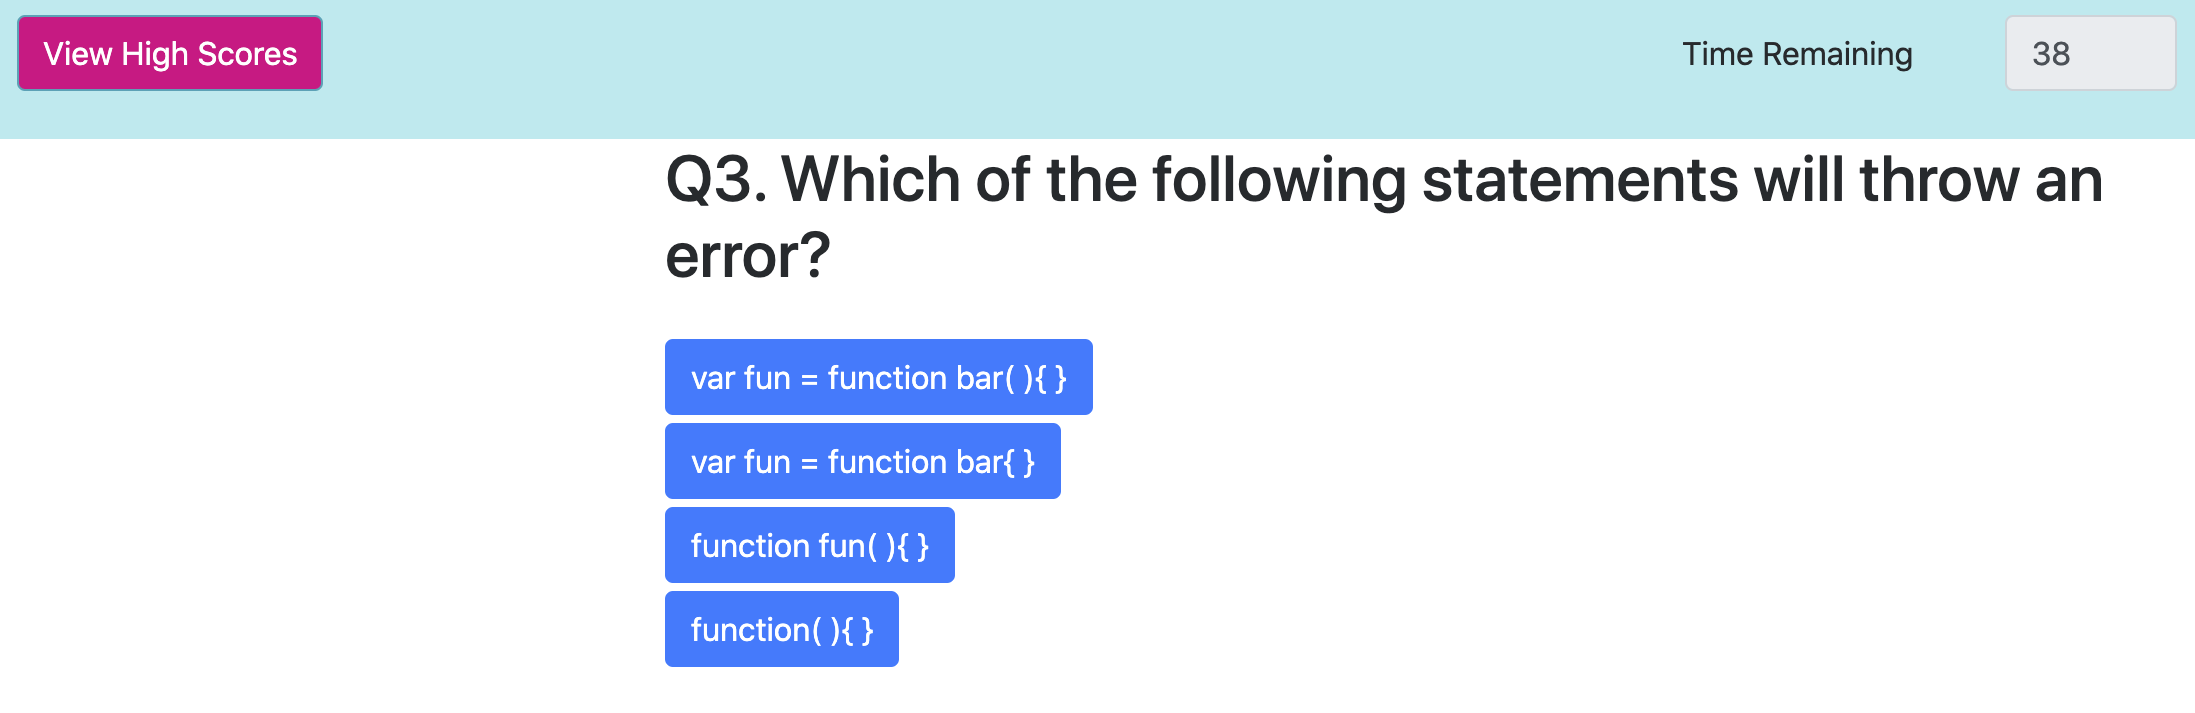 View High Scores
Time Remaining
38
Q3. Which of the following statements will throw an
error?
var fun = function bar( ){ }
var fun = function bar{ }
function fun( ){ }
function( ){ }